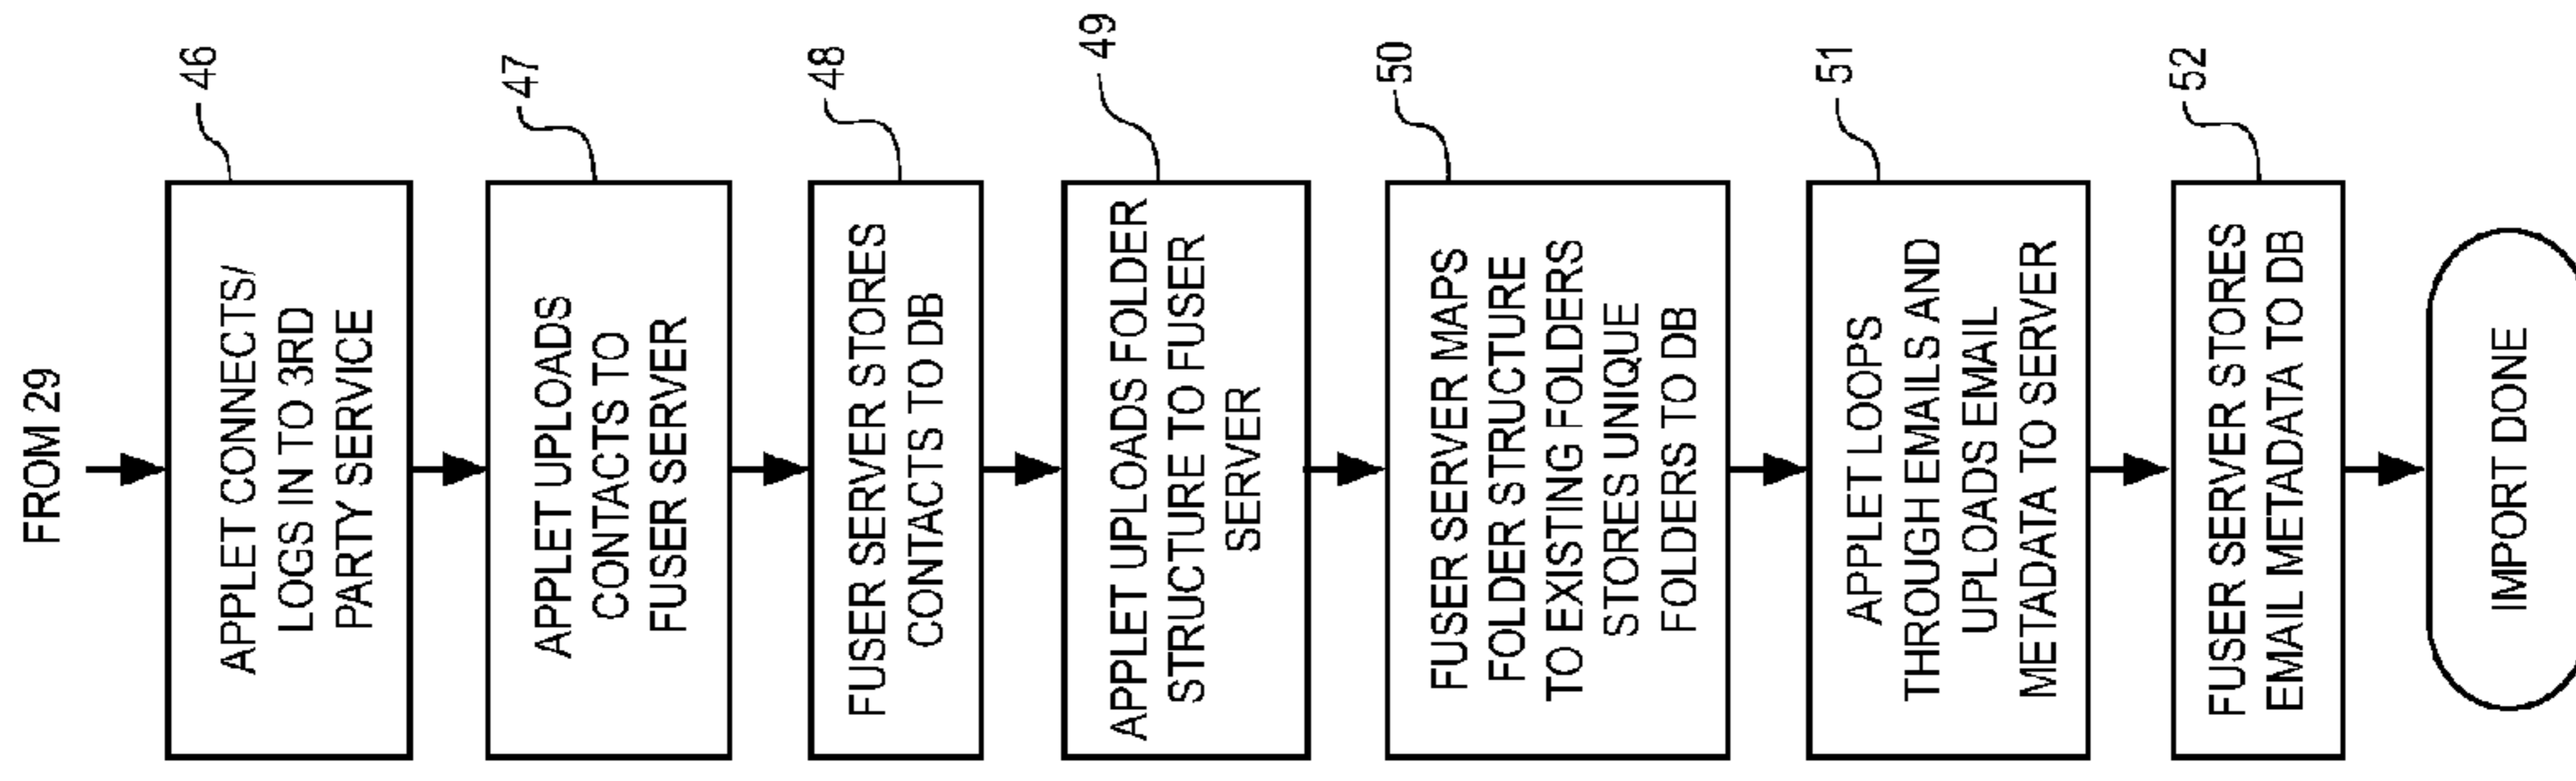 FROM 29
46
APPLET CONNECTS/
LOGS IN TO 3RD
PARTY SERVICE
47
APPLET UPLOADS
CONTACTS TO
FUSER SERVER
48
FUSER SERVER STORES
CONTACTS TO DB
49
APPLET UPLOADS FOLDER
STRUCTURE TO FUSER
SERVER
50
FUSER SERVER MAPS
FOLDER STRUCTURE
TO EXISTING FOLDERS
STORES UNIQUE
FOLDERS TO DB
51
APPLET LOOPS
THROUGH EMAILS AND
UPLOADS EMAIL
METADATA TO SERVER
52
FUSER SERVER STORES
EMAIL METADATA TO DB
IMPORT DONE